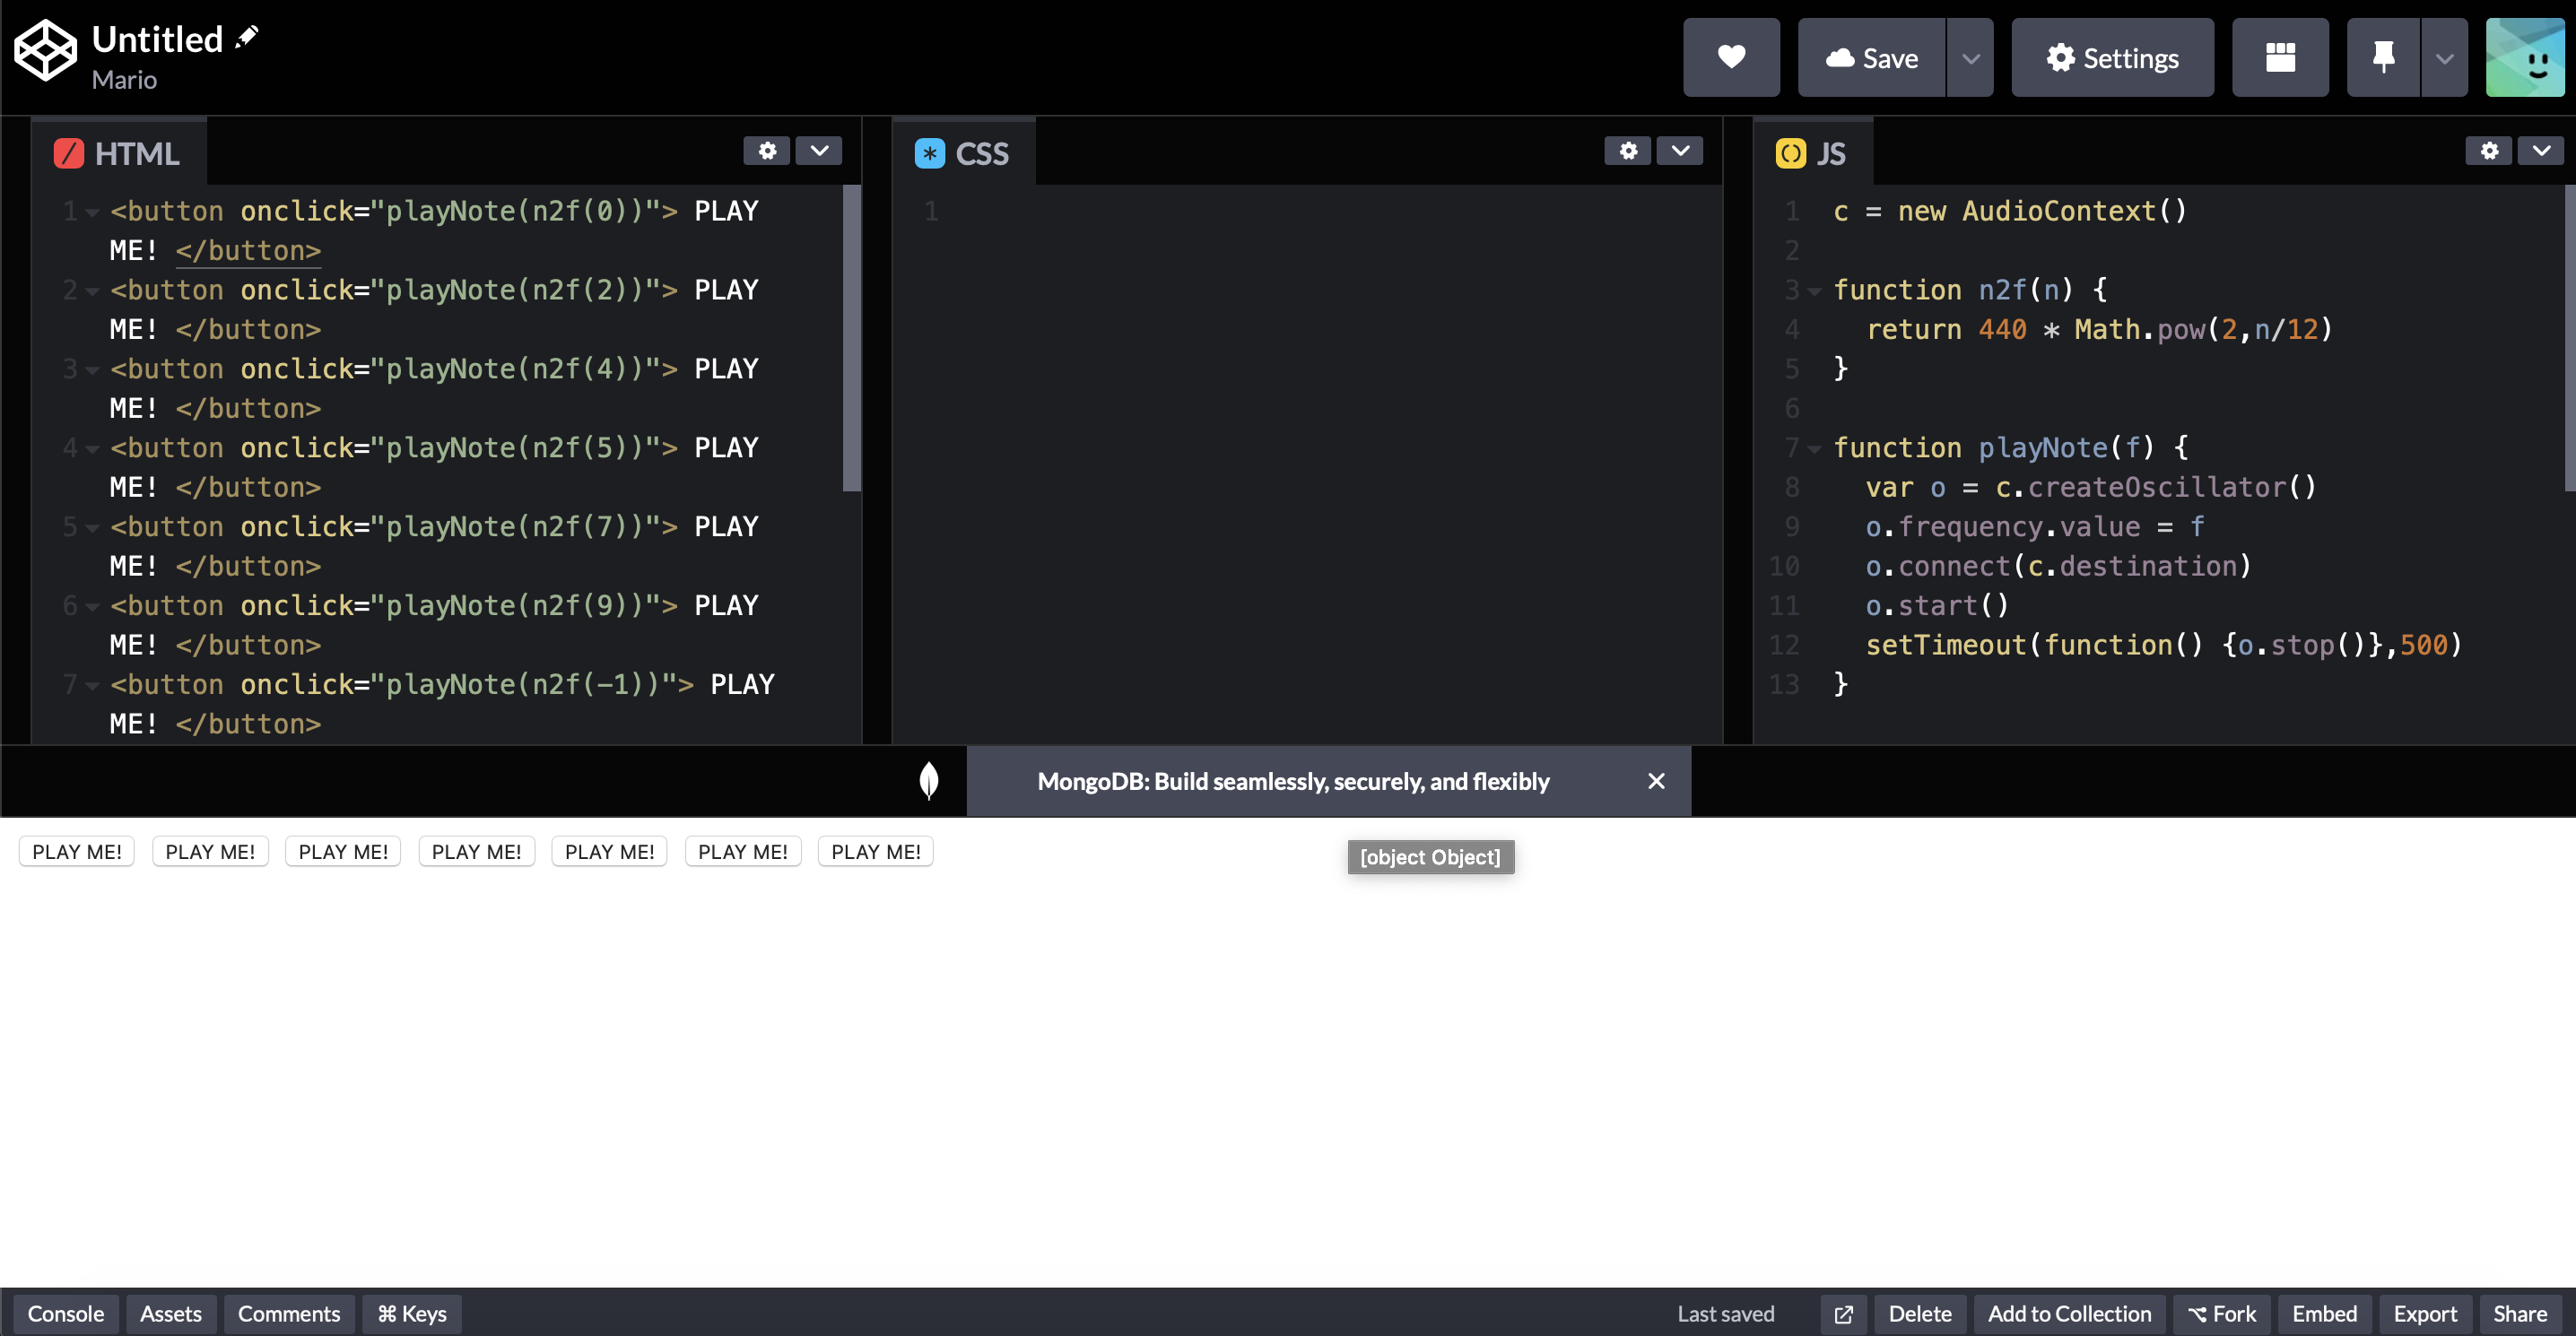 Untitled
Mario
Save
Settings
HTML
1 <button onclick="playNote(n2f(0))"> PLAY
ME! </button>
2 <button onclick="playNote(n2f(2))"> PLAY
ME! </button>
3 <button onclick="playNote(n2f(4))"> PLAY
ME! </button>
4 <button onclick="playNote(n2f(5))"> PLAY
ME! </button>
5 <button onclick="playNote(n2f(7))"> PLAY
ME! </button>
6 <button onclick="playNote(n2f(9))"> PLAY
ME! </button>
7 <button onclick="playNote(n2f(-1))"> PLAY
ME! </button>
CSS
1
JS
1 c = new AudioContext()
2
3 function n2f(n) {
4 return 440 * Math.pow(2,n/12)
5 }
6
7 function playNote(f) {
8 var o = c.createOscillator()
9 o.frequency.value = f
10 o.connect(c.destination)
11 o.start()
12 setTimeout(function() {o.stop()},500)
13 }
MongoDB: Build seamlessly, securely, and flexibly
PLAY ME! PLAY ME! PLAY ME! PLAY ME! PLAY ME! PLAY ME! PLAY ME!
[object Object]
Console Assets Comments ⌘ Keys Last saved Delete Add to Collection Fork Embed Export Share